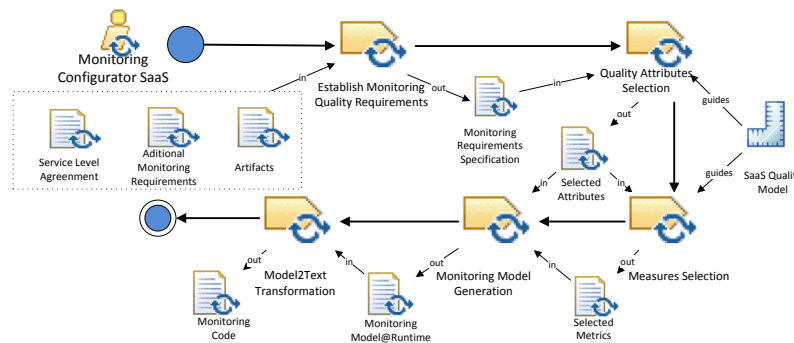 Monitoring
Configurator SaaS
in
Establish Monitoring
Quality Requirements
out
in
Quality Attributes
Selection
guides
out
Monitoring
Requirements
Specification
Service Level
Agreement
Aditional
Monitoring
Requirements
Artifacts
in
Selected
Attributes
in
guides
SaaS Qualit
Model
Model2Text
Transformation
in
out
Monitoring Model
Generation
in
out
Measures Selection
out
Monitoring
Code
Monitoring
Model@Runtime
Selected
Metrics